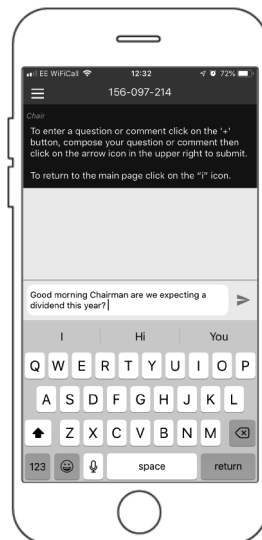 EE WiFiCall 12:32 72%
156-097-214
Chair
To enter a question or comment click on the '+'
button, compose your question or comment then
click on the arrow icon in the upper right to submit.
To return to the main page click on the “i” icon.
Good morning Chairman are we expecting a
dividend this year?
I Hi You
Q W E R T Y U I O P
A S D F G H J K L
Z X C V B N M
123 space return